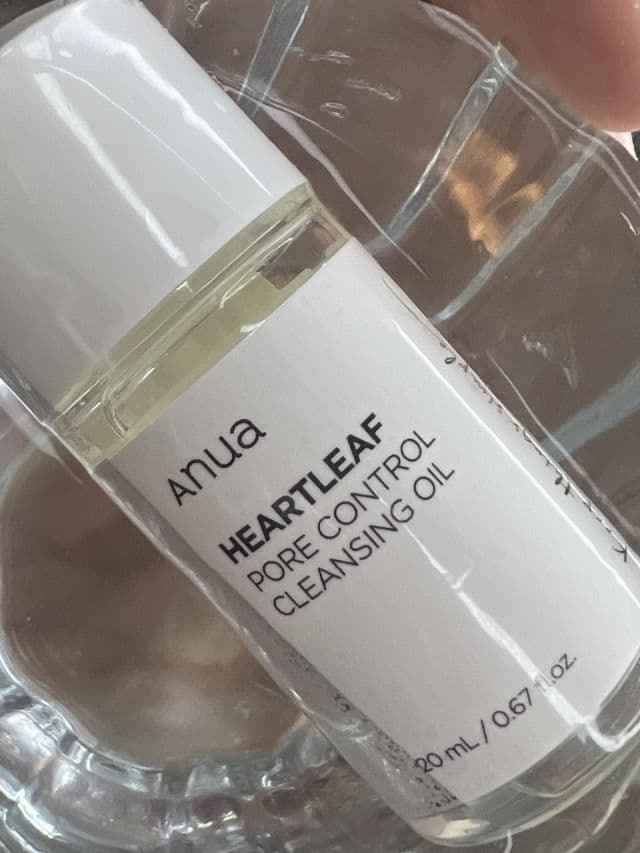 Anua
HEARTLEAF
PORE CONTROL
CLEANSING OIL
20 mL / 0.67 fl.oz.